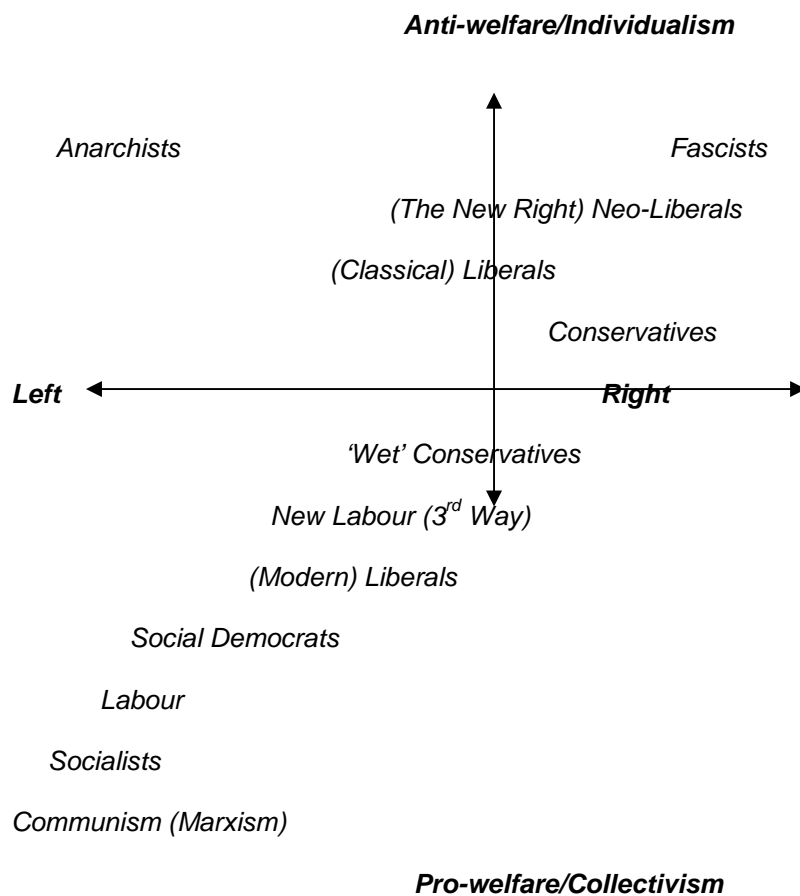 Anti-welfare/Individualism
Anarchists Fascists
(The New Right) Neo-Liberals
(Classical) Liberals
Conservatives
Left Right
‘Wet’ Conservatives
New Labour (3rd Way)
(Modern) Liberals
Social Democrats
Labour
Socialists
Communism (Marxism)
Pro-welfare/Collectivism